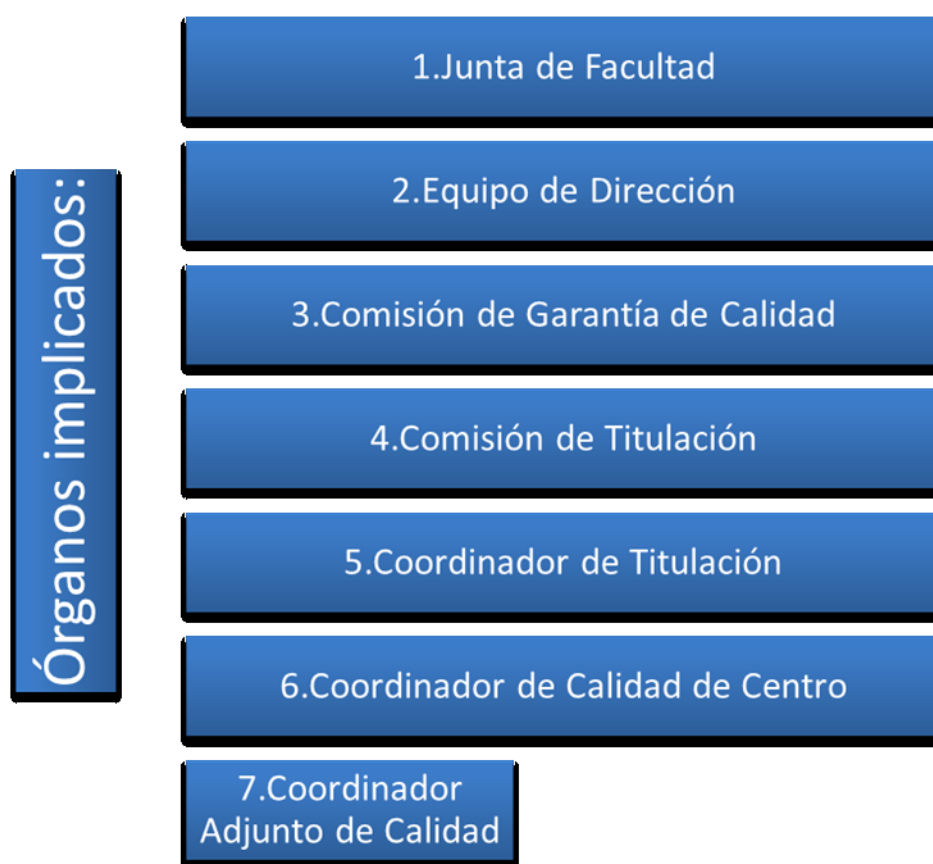 Órganos implicados:
1.Junta de Facultad
2.Equipo de Dirección
3.Comisión de Garantía de Calidad
4.Comisión de Titulación
5.Coordinador de Titulación
6.Coordinador de Calidad de Centro
7.Coordinador
Adjunto de Calidad